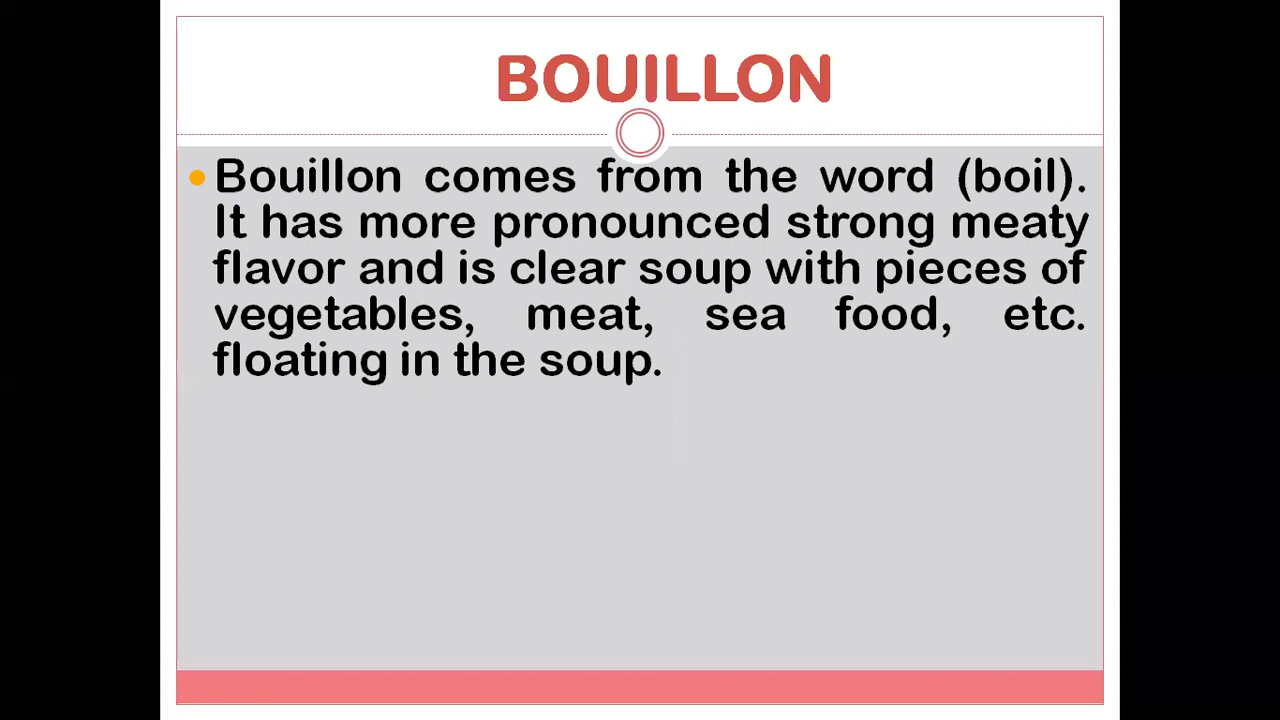 BOUILLON
Bouillon comes from the word (boil).
It has more pronounced strong meaty
flavor and is clear soup with pieces of
vegetables, meat, sea food, etc.
floating in the soup.